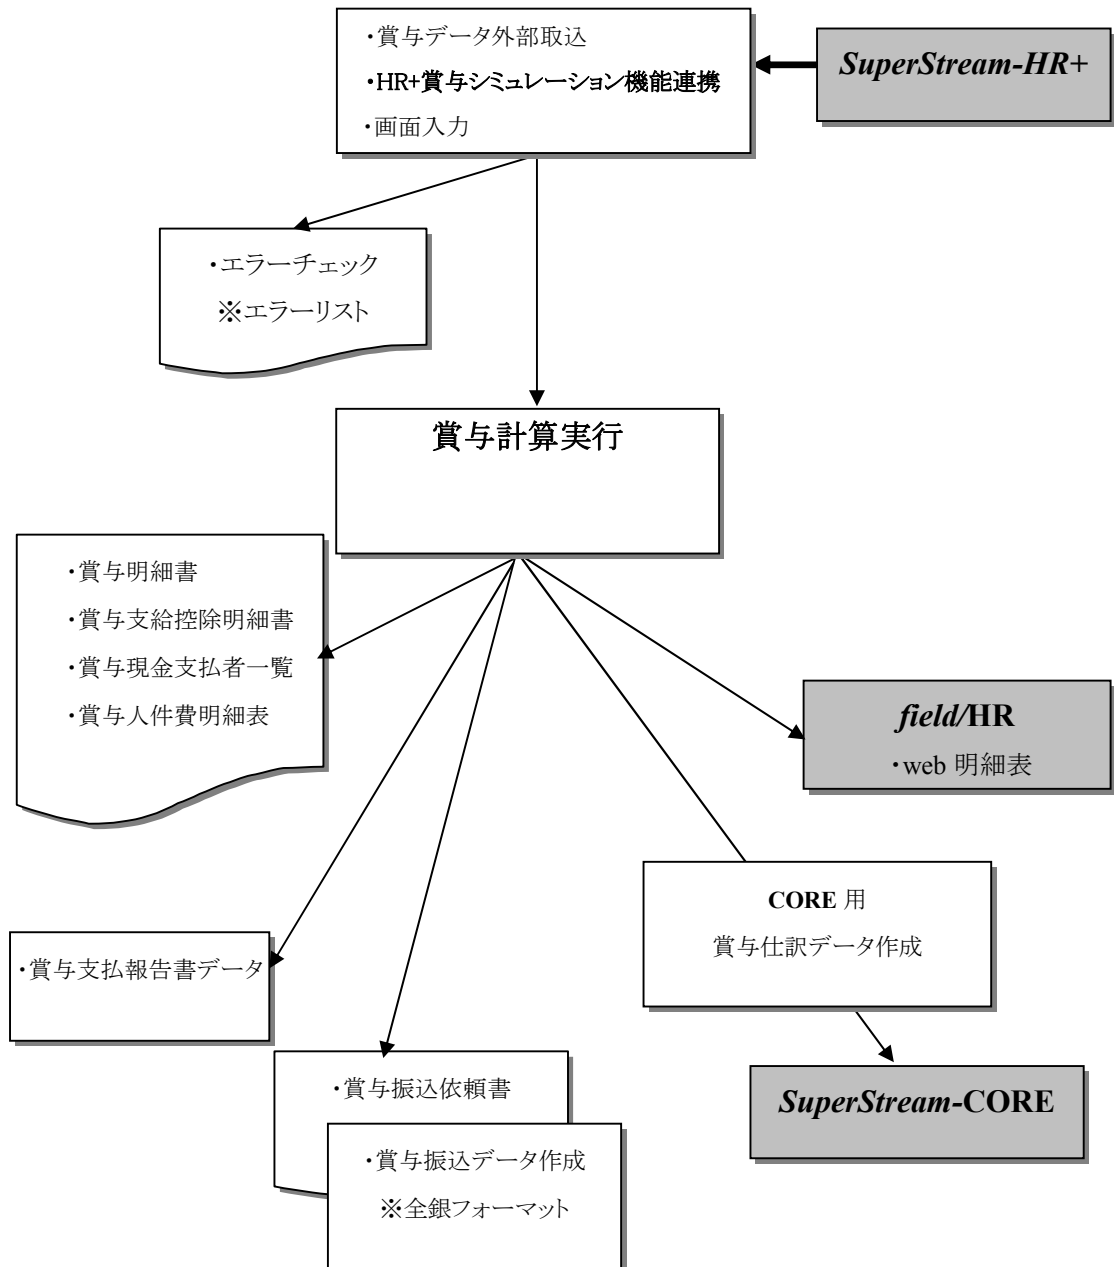 ・賞与データ外部取込
・HR+賞与シミュレーション機能連携
・画面入力
SuperStream-HR+
・エラーチェック
※エラーリスト
賞与計算実行
・賞与明細書
・賞与支給控除明細書
・賞与現金支払者一覧
・賞与人件費明細表
field/HR
・web 明細表
CORE 用
賞与仕訳データ作成
・賞与支払報告書データ
・賞与振込依頼書
SuperStream-CORE
・賞与振込データ作成
※全銀フォーマット